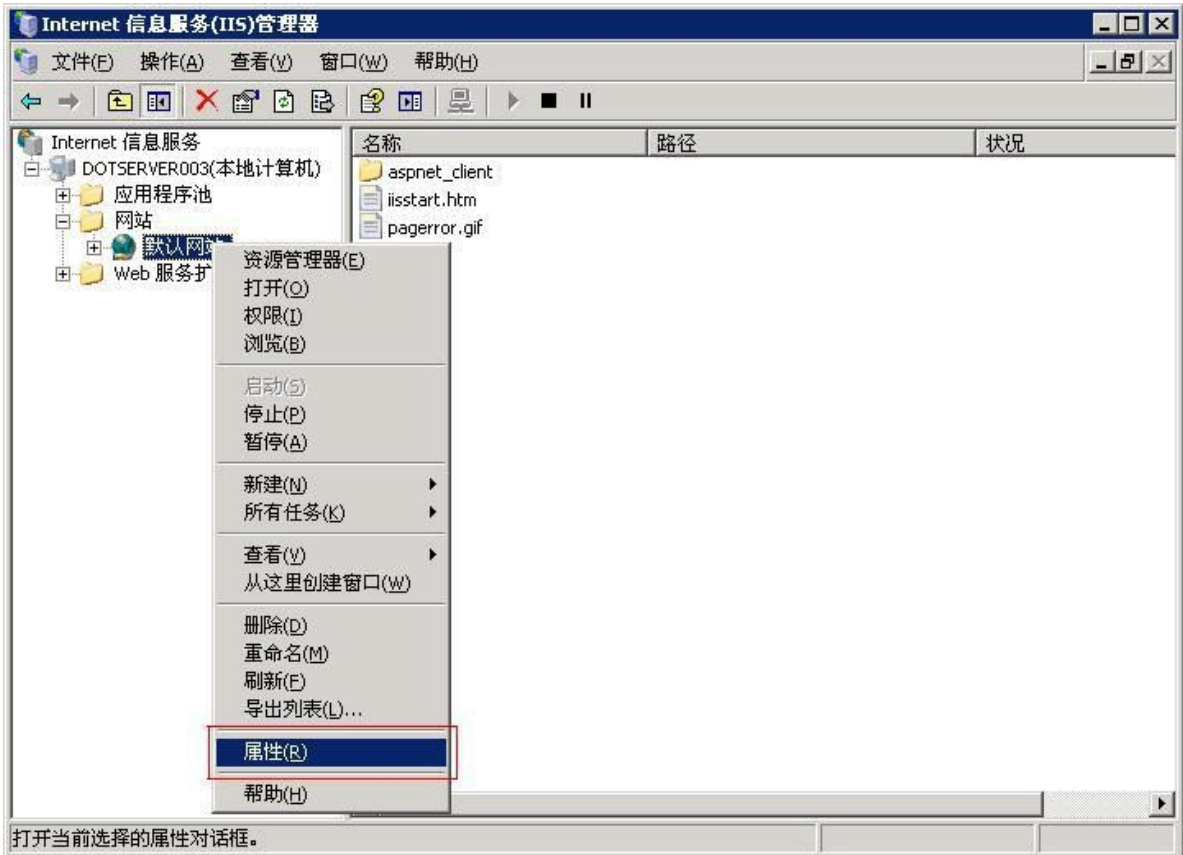 Internet 信息服务(IIS)管理器
文件(F) 操作(A) 查看(V) 窗口(W) 帮助(H)
Internet 信息服务
DOTSERVER003(本地计算机)
应用程序池
网站
默认网站
Web 服务扩
名称 路径 状况
aspnet_client
iisstart.htm
pagerror.gif
资源管理器(E)
打开(O)
权限(I)
浏览(B)
启动(S)
停止(P)
暂停(A)
新建(N)
所有任务(K)
查看(V)
从这里创建窗口(W)
删除(D)
重命名(M)
刷新(F)
导出列表(L)...
属性(R)
帮助(H)
打开当前选择的属性对话框。